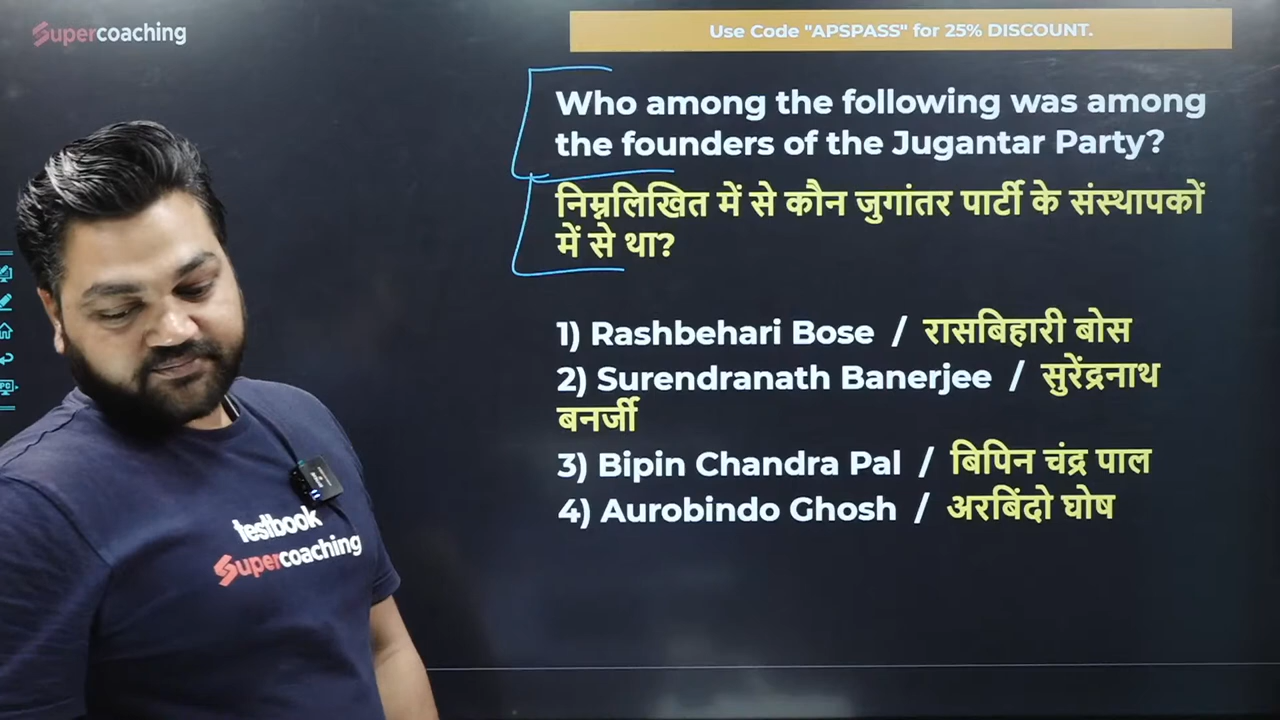 Supercoaching
Use Code "APSPASS" for 25% DISCOUNT.
Who among the following was among
the founders of the Jugantar Party?
निम्नलिखित में से कौन जुगांतर पार्टी के संस्थापकों
में से था?
1) Rashbehari Bose / रासबिहारी बोस
2) Surendranath Banerjee / सुरेंद्रनाथ
बनर्जी
3) Bipin Chandra Pal / बिपिन चंद्र पाल
4) Aurobindo Ghosh / अरबिंदो घोष
testbook
Supercoaching